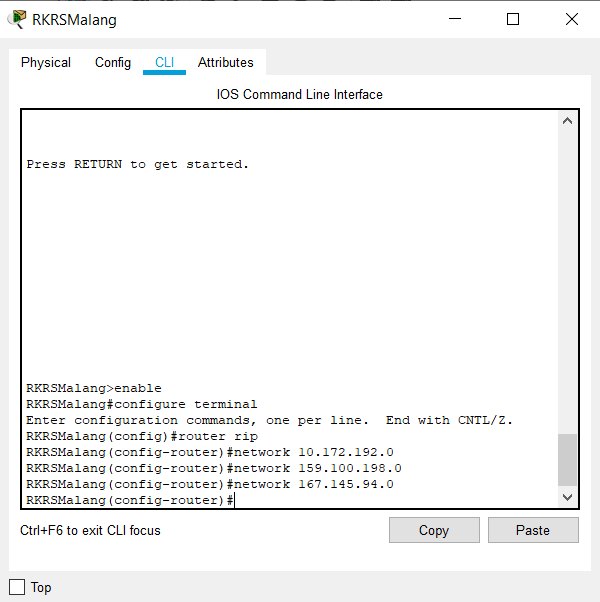 RKRSMalang
Physical Config CLI Attributes
IOS Command Line Interface
Press RETURN to get started.
RKRSMalang>enable
RKRSMalang#configure terminal
Enter configuration commands, one per line.  End with CNTL/Z.
RKRSMalang(config)#router rip
RKRSMalang(config-router)#network 10.172.192.0
RKRSMalang(config-router)#network 159.100.198.0
RKRSMalang(config-router)#network 167.145.94.0
RKRSMalang(config-router)#
Ctrl+F6 to exit CLI focus Copy Paste
Top